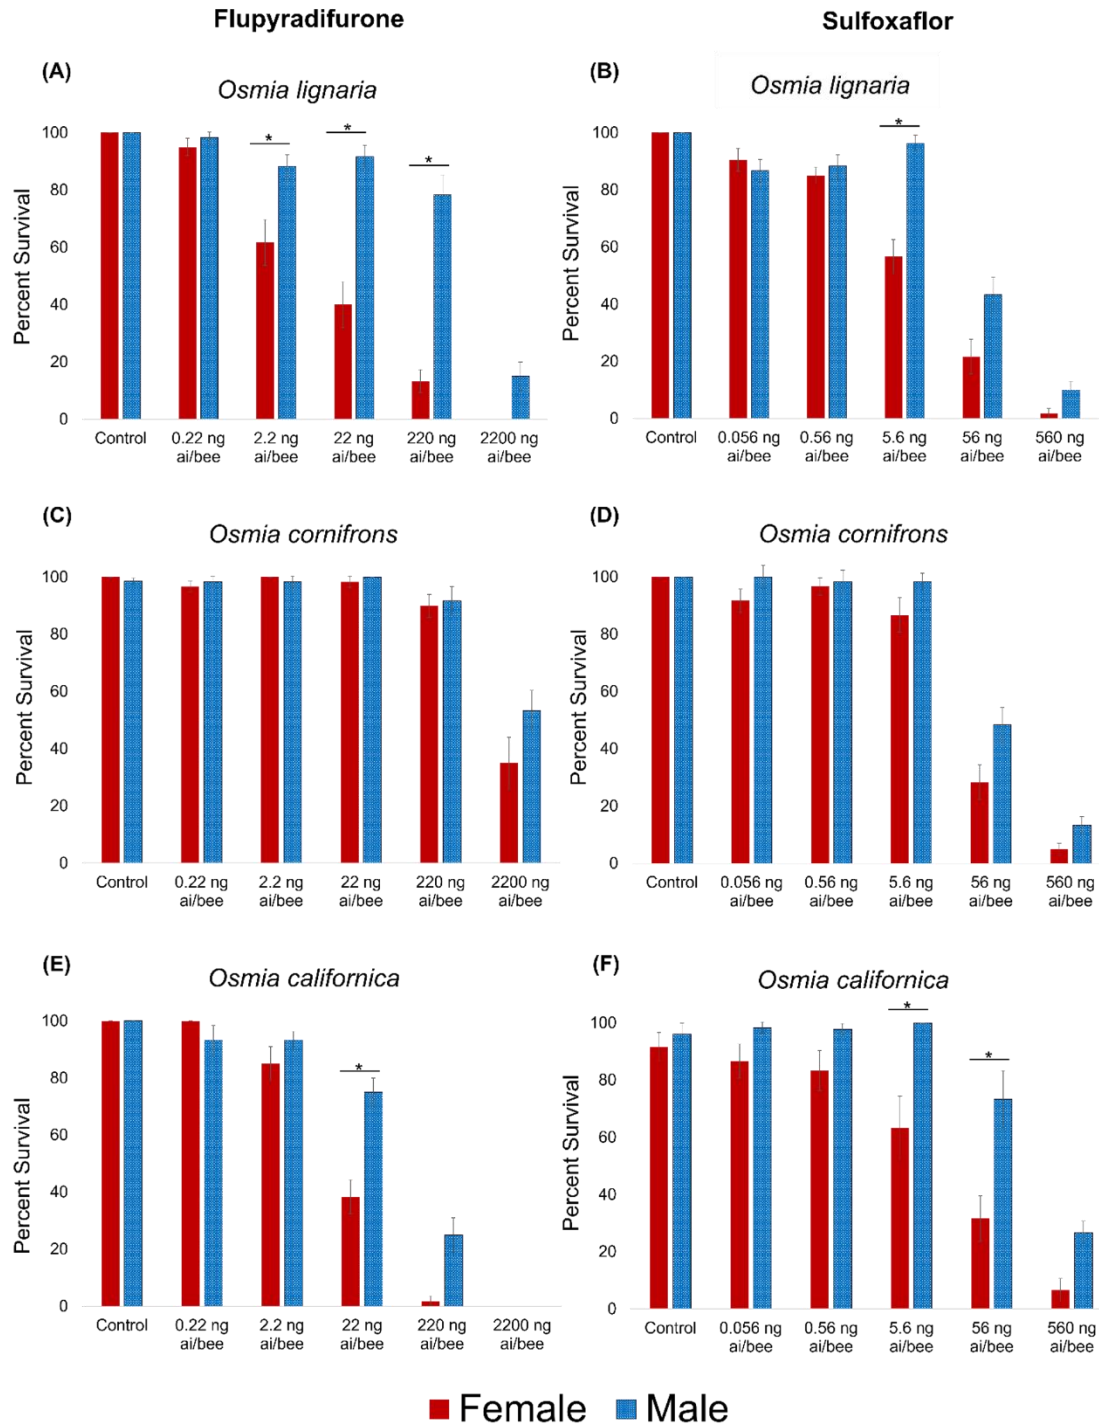 Flupyradifurone
Sulfoxaflor
(A)
Osmia lignaria
Percent Survival
100
80
60
40
20
0
*
*
*
Control
0.22 ng
ai/bee
2.2 ng
ai/bee
22 ng
ai/bee
220 ng
ai/bee
2200 ng
ai/bee
(B)
Osmia lignaria
Percent Survival
100
80
60
40
20
0
*
Control
0.056 ng
ai/bee
0.56 ng
ai/bee
5.6 ng
ai/bee
56 ng
ai/bee
560 ng
ai/bee
(C)
Osmia cornifrons
Percent Survival
100
80
60
40
20
0
Control
0.22 ng
ai/bee
2.2 ng
ai/bee
22 ng
ai/bee
220 ng
ai/bee
2200 ng
ai/bee
(D)
Osmia cornifrons
Percent Survival
100
80
60
40
20
0
Control
0.056 ng
ai/bee
0.56 ng
ai/bee
5.6 ng
ai/bee
56 ng
ai/bee
560 ng
ai/bee
(E)
Osmia californica
Percent Survival
100
80
60
40
20
0
*
Control
0.22 ng
ai/bee
2.2 ng
ai/bee
22 ng
ai/bee
220 ng
ai/bee
2200 ng
ai/bee
(F)
Osmia californica
Percent Survival
100
80
60
40
20
0
*
*
Control
0.056 ng
ai/bee
0.56 ng
ai/bee
5.6 ng
ai/bee
56 ng
ai/bee
560 ng
ai/bee
Female Male